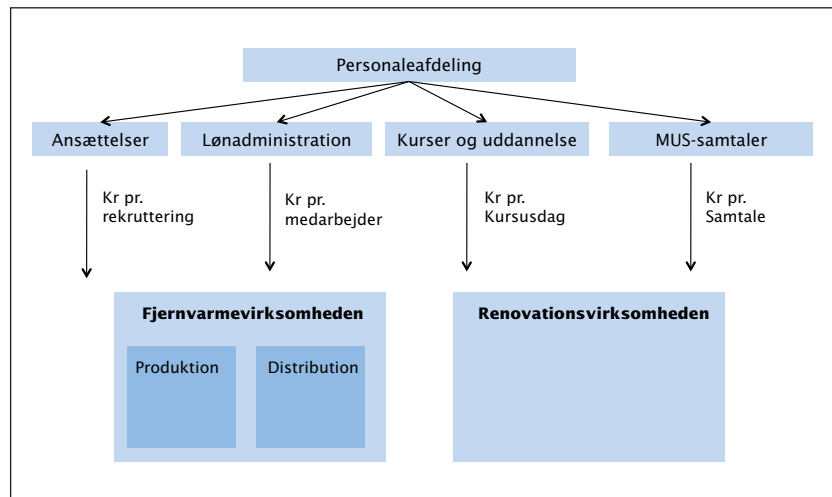 Personaleafdeling
Ansættelser
Lønadministration
Kurser og uddannelse
MUS-samtaler
Kr pr.
rekruttering
Kr pr.
medarbejder
Kr pr.
Kursusdag
Kr pr.
Samtale
Fjernvarmevirksomheden
Produktion
Distribution
Renovationsvirksomheden